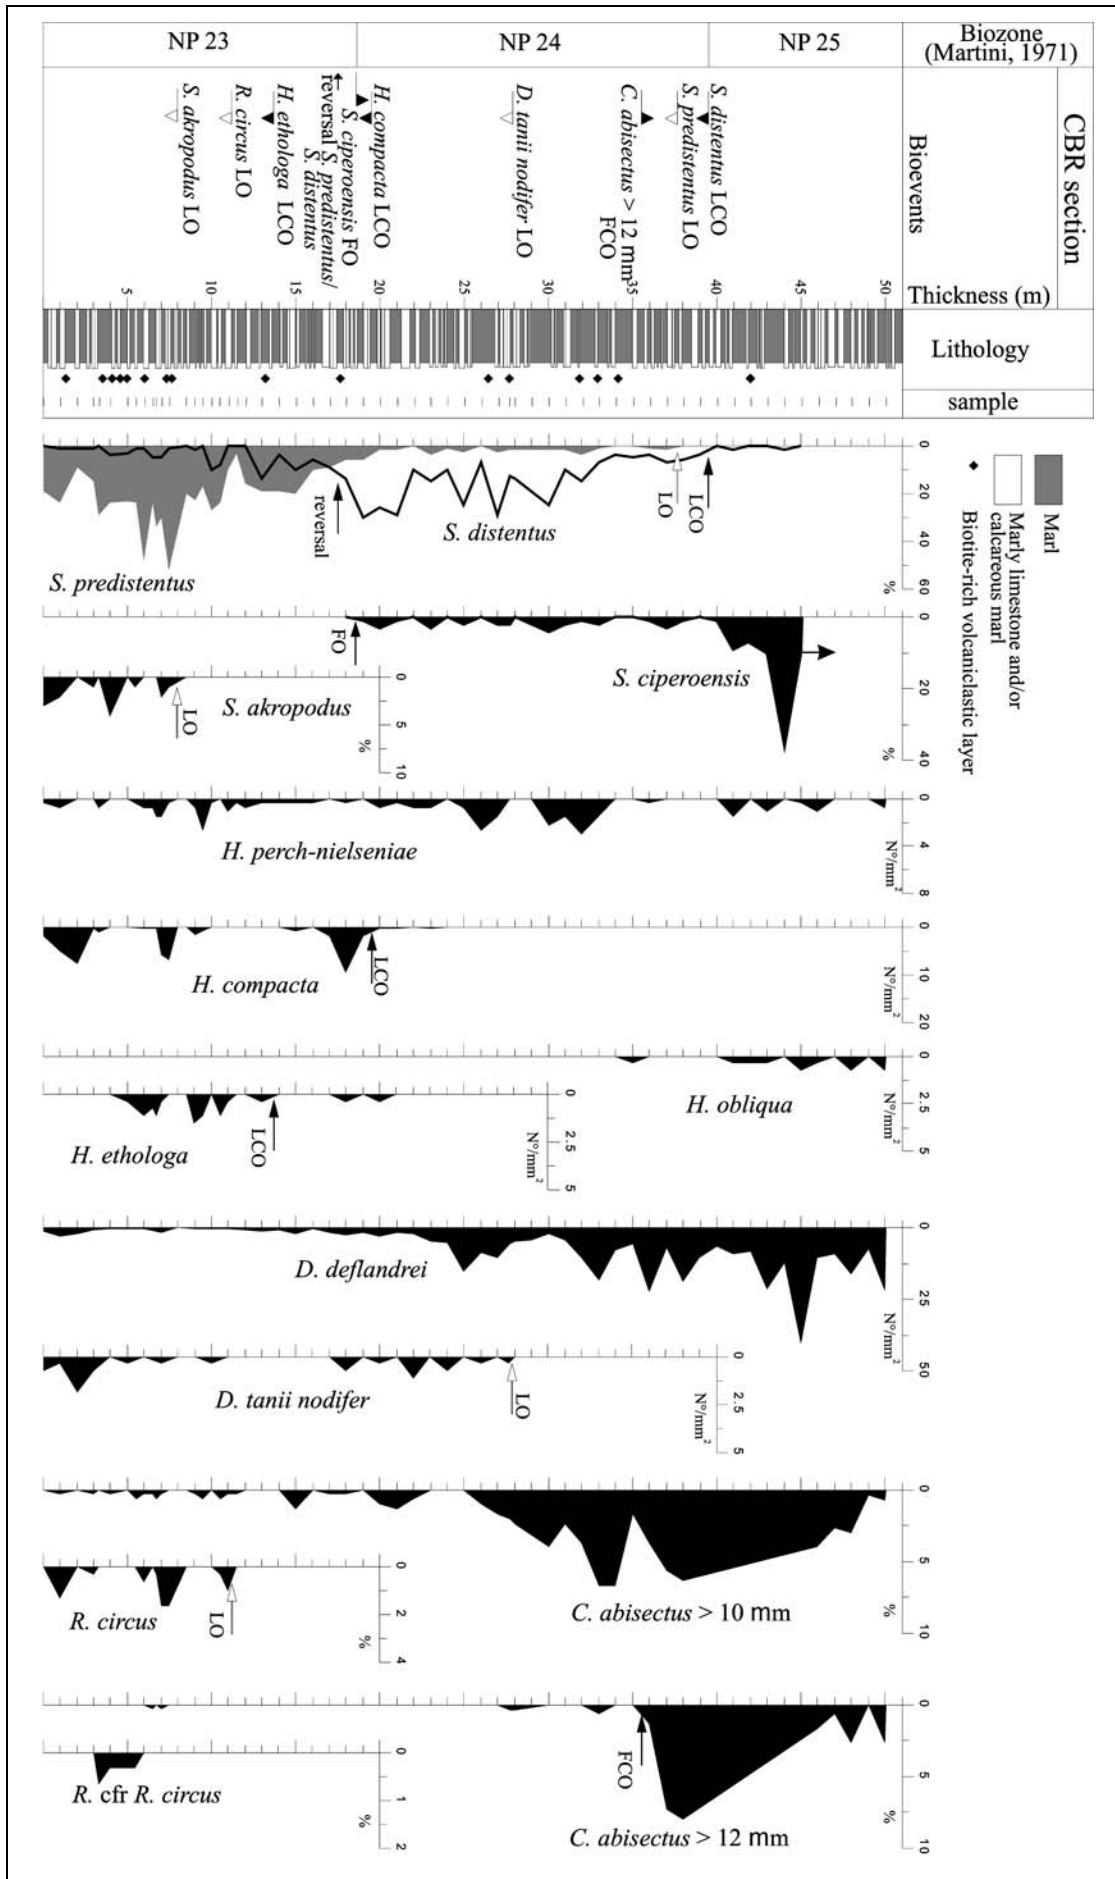 CBR section
Biozone
(Martini, 1971)
NP 23
NP 24
NP 25
Bioevents
S. akropodus LO
R. circus LO
H. ethologa LCO
S. predistentus/
S. distentus
reversal
S. ciperoensis FO
H. compacta LCO
D. tanii nodifer LO
C. abisectus > 12 mm
FCO
S. predistentus LO
S. distentus LCO
Thickness (m)
5
10
15
20
25
30
35
40
45
50
Lithology
sample
Marl
Marly limestone and/or
calcareous marl
Biotite-rich volcaniclastic layer
0
20
40
60
%
reversal
LO
LCO
S. distentus
S. predistentus
0
20
40
%
FO
S. ciperoensis
0
5
10
%
LO
S. akropodus
0
4
8
N°/mm²
H. perch-nielseniae
0
10
20
N°/mm²
LCO
H. compacta
0
2.5
5
N°/mm²
H. obliqua
0
2.5
5
N°/mm²
LCO
H. ethologa
0
25
50
N°/mm²
D. deflandrei
0
2.5
5
N°/mm²
LO
D. tanii nodifer
0
5
10
%
C. abisectus > 10 mm
0
2
4
%
LO
R. circus
0
5
10
%
FCO
C. abisectus > 12 mm
0
1
2
%
R. cfr R. circus